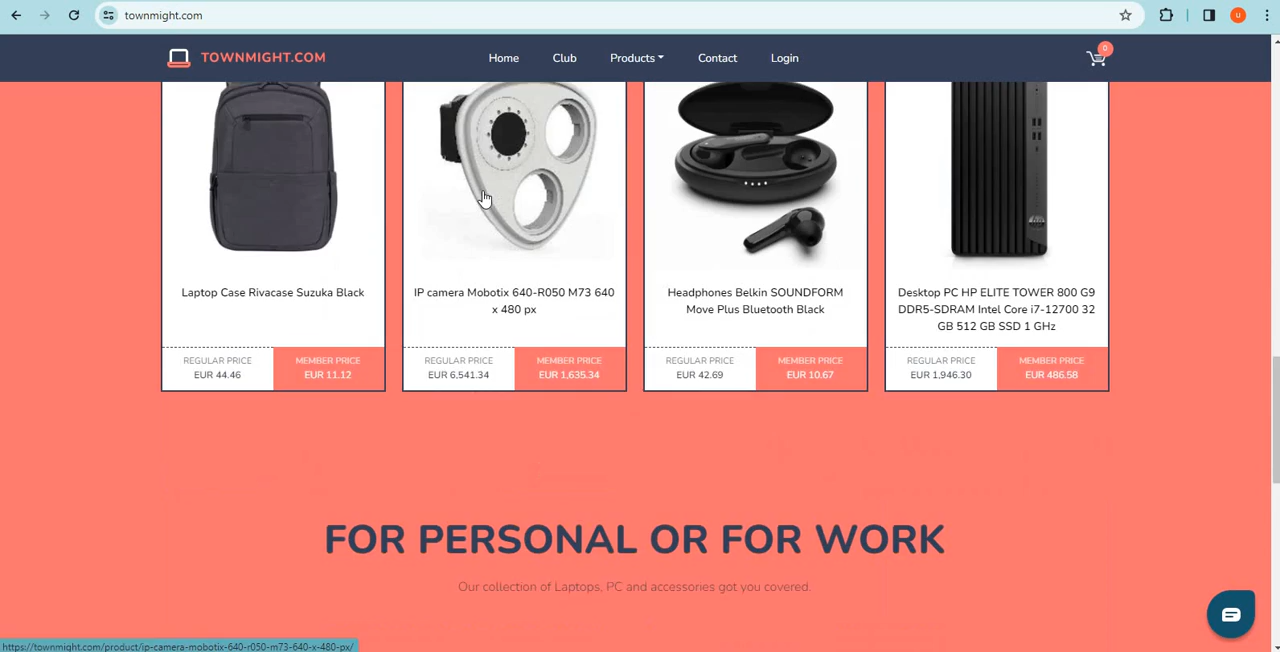 townmight.com
u
TOWNMIGHT.COM
Home Club Products Contact Login
0
Laptop Case Rivacase Suzuka Black
REGULAR PRICE
EUR 44.46
MEMBER PRICE
EUR 11.12
IP camera Mobotix 640-R050 M73 640
x 480 px
REGULAR PRICE
EUR 6,541.34
MEMBER PRICE
EUR 1,635.34
Headphones Belkin SOUNDFORM
Move Plus Bluetooth Black
REGULAR PRICE
EUR 42.69
MEMBER PRICE
EUR 10.67
Desktop PC HP ELITE TOWER 800 G9
DDR5-SDRAM Intel Core i7-12700 32
GB 512 GB SSD 1 GHz
REGULAR PRICE
EUR 1,946.30
MEMBER PRICE
EUR 486.58
FOR PERSONAL OR FOR WORK
Our collection of Laptops, PC and accessories got you covered.
https://townmight.com/product/ip-camera-mobotix-640-r050-m73-640-x-480-px/